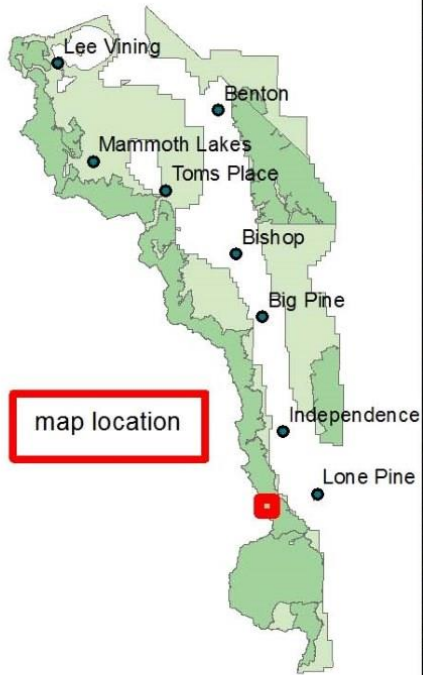 Lee Vining
Benton
Mammoth Lakes
Toms Place
Bishop
Big Pine
map location
Independence
Lone Pine